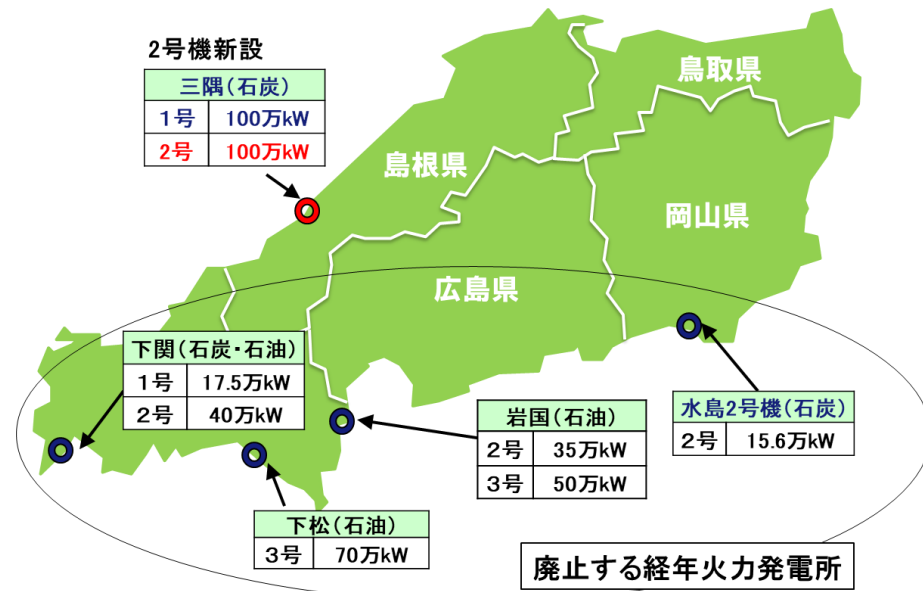 2号機新設
三隅(石炭)
1号 100万kW
2号 100万kW
鳥取県
島根県
岡山県
広島県
下関(石炭・石油)
1号 17.5万kW
2号 40万kW
岩国(石油)
2号 35万kW
3号 50万kW
水島2号機(石炭)
2号 15.6万kW
下松(石油)
3号 70万kW
廃止する経年火力発電所